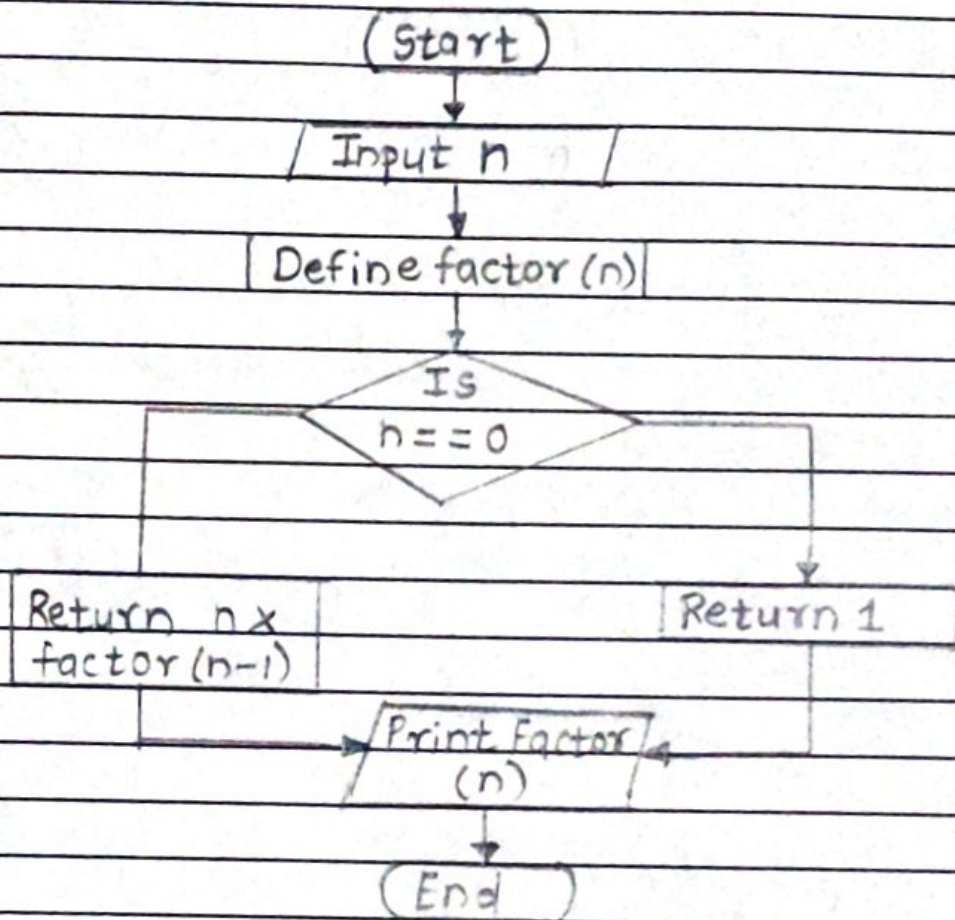 Start
Input n
Define factor (n)
Is
n == 0
Return n x
factor (n-1)
Return 1
Print Factor
(n)
End